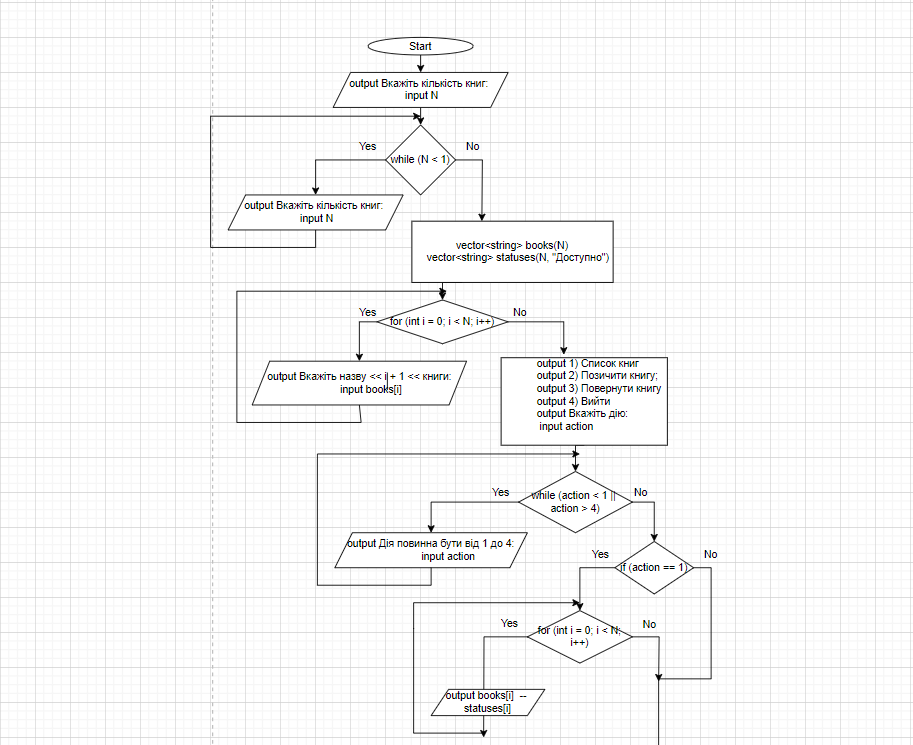 Start
output Вкажіть кількість книг:
input N
Yes
No
while (N < 1)
output Вкажіть кількість книг:
input N
vector<string> books(N)
vector<string> statuses(N, "Доступно")
Yes
No
for (int i = 0; i < N; i++)
output Вкажіть назву << i + 1 << книги:
input books[i]
output 1) Список книг
output 2) Позичити книгу;
output 3) Повернути книгу
output 4) Вийти
output Вкажіть дію:
input action
Yes
No
while (action < 1 ||
action > 4)
output Дія повинна бути від 1 до 4:
input action
Yes
No
if (action == 1)
Yes
No
for (int i = 0; i < N;
i++)
output books[i] --
statuses[i]